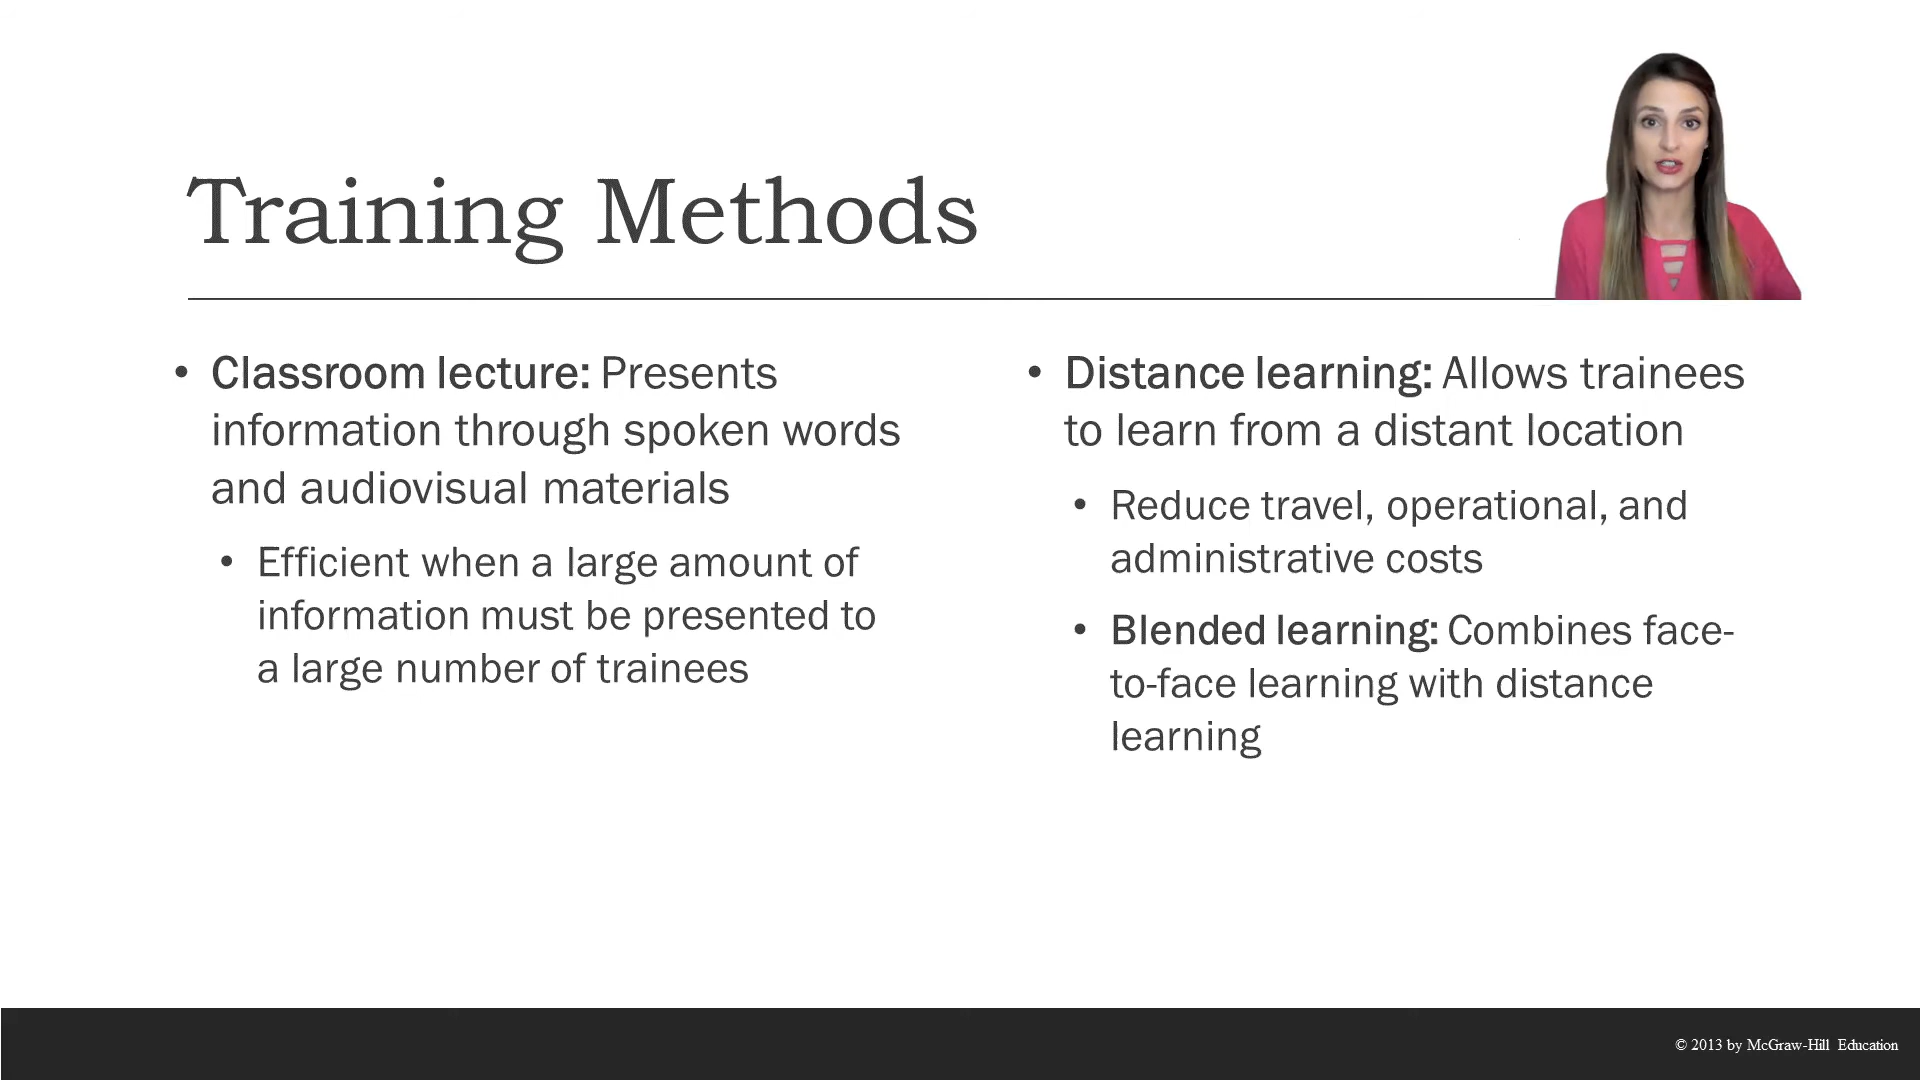 Training Methods
• Classroom lecture: Presents
information through spoken words
and audiovisual materials
• Efficient when a large amount of
information must be presented to
a large number of trainees
• Distance learning: Allows trainees
to learn from a distant location
• Reduce travel, operational, and
administrative costs
• Blended learning: Combines face-
to-face learning with distance
learning
© 2013 by McGraw-Hill Education